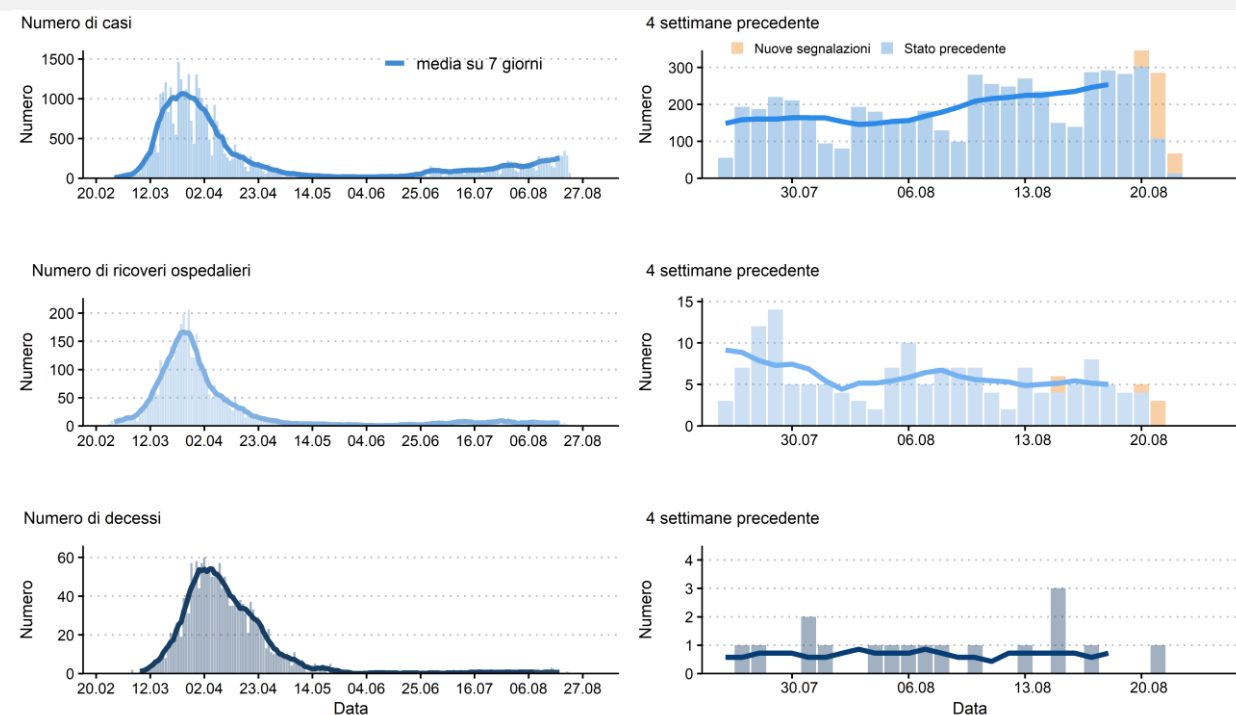 Numero di casi
4 settimane precedente
Nuove segnalazioni Stato precedente
media su 7 giorni
Numero
1500
1000
500
0
20.02 12.03 02.04 23.04 14.05 04.06 25.06 16.07 06.08 27.08
Numero
300
200
100
0
30.07 06.08 13.08 20.08
Numero di ricoveri ospedalieri
4 settimane precedente
Numero
200
150
100
50
0
20.02 12.03 02.04 23.04 14.05 04.06 25.06 16.07 06.08 27.08
Numero
15
10
5
0
30.07 06.08 13.08 20.08
Numero di decessi
4 settimane precedente
Numero
60
40
20
0
20.02 12.03 02.04 23.04 14.05 04.06 25.06 16.07 06.08 27.08
Data
Numero
4
3
2
1
0
30.07 06.08 13.08 20.08
Data